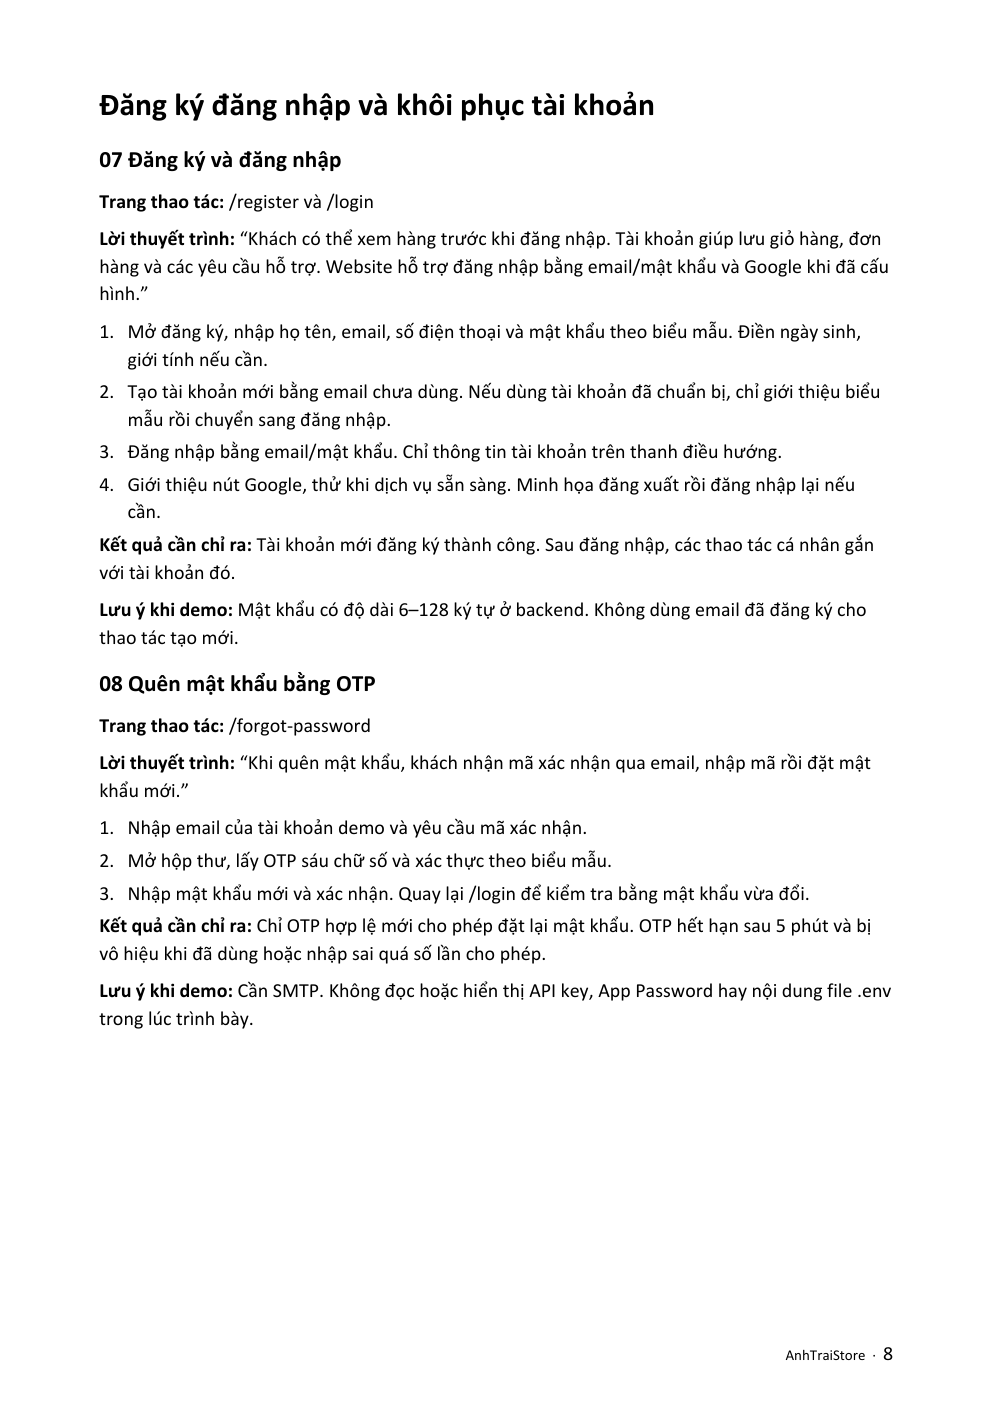 Đăng ký đăng nhập và khôi phục tài khoản
07 Đăng ký và đăng nhập
Trang thao tác: /register và /login
Lời thuyết trình: “Khách có thể xem hàng trước khi đăng nhập. Tài khoản giúp lưu giỏ hàng, đơn
hàng và các yêu cầu hỗ trợ. Website hỗ trợ đăng nhập bằng email/mật khẩu và Google khi đã cấu
hình.”
1. Mở đăng ký, nhập họ tên, email, số điện thoại và mật khẩu theo biểu mẫu. Điền ngày sinh,
giới tính nếu cần.
2. Tạo tài khoản mới bằng email chưa dùng. Nếu dùng tài khoản đã chuẩn bị, chỉ giới thiệu biểu
mẫu rồi chuyển sang đăng nhập.
3. Đăng nhập bằng email/mật khẩu. Chỉ thông tin tài khoản trên thanh điều hướng.
4. Giới thiệu nút Google, thử khi dịch vụ sẵn sàng. Minh họa đăng xuất rồi đăng nhập lại nếu
cần.
Kết quả cần chỉ ra: Tài khoản mới đăng ký thành công. Sau đăng nhập, các thao tác cá nhân gắn
với tài khoản đó.
Lưu ý khi demo: Mật khẩu có độ dài 6–128 ký tự ở backend. Không dùng email đã đăng ký cho
thao tác tạo mới.
08 Quên mật khẩu bằng OTP
Trang thao tác: /forgot-password
Lời thuyết trình: “Khi quên mật khẩu, khách nhận mã xác nhận qua email, nhập mã rồi đặt mật
khẩu mới.”
1. Nhập email của tài khoản demo và yêu cầu mã xác nhận.
2. Mở hộp thư, lấy OTP sáu chữ số và xác thực theo biểu mẫu.
3. Nhập mật khẩu mới và xác nhận. Quay lại /login để kiểm tra bằng mật khẩu vừa đổi.
Kết quả cần chỉ ra: Chỉ OTP hợp lệ mới cho phép đặt lại mật khẩu. OTP hết hạn sau 5 phút và bị
vô hiệu khi đã dùng hoặc nhập sai quá số lần cho phép.
Lưu ý khi demo: Cần SMTP. Không đọc hoặc hiển thị API key, App Password hay nội dung file .env
trong lúc trình bày.
AnhTraiStore · 8